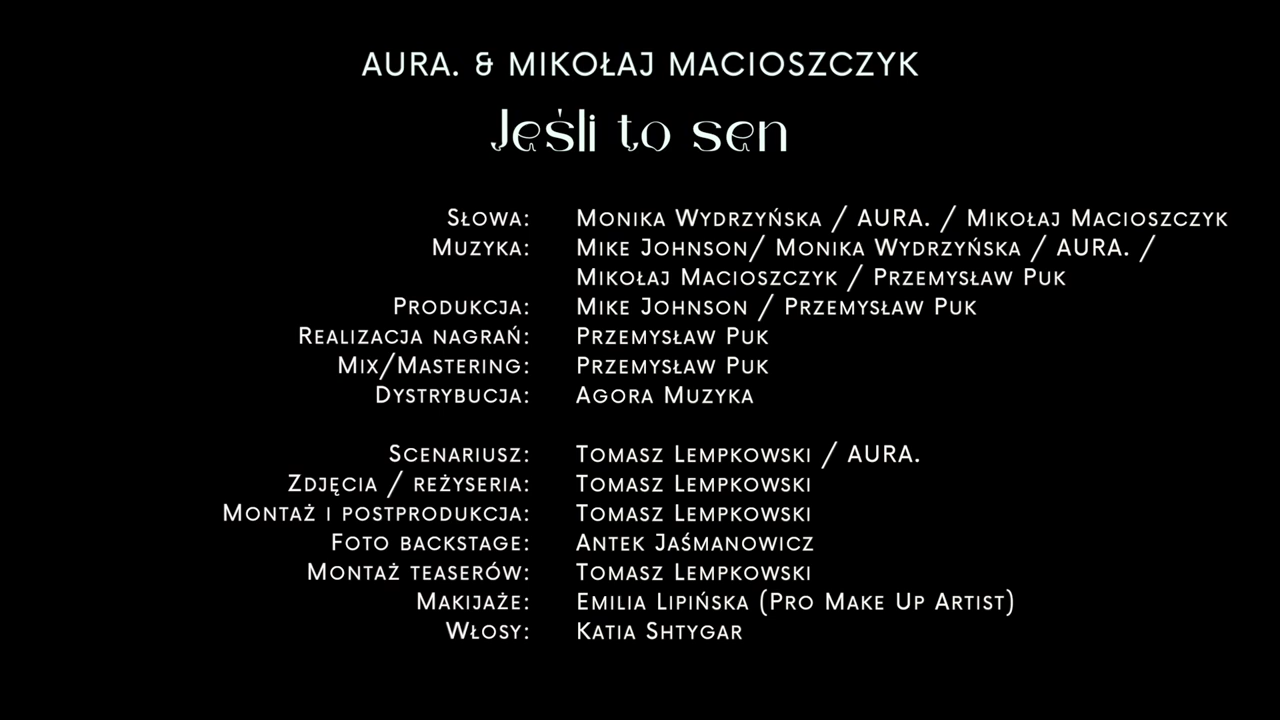 AURA. & MIKOŁAJ MACIOSZCZYK
Jeśli to sen
Słowa: Monika Wydrzyńska / AURA. / Mikołaj Macioszczyk
Muzyka: Mike Johnson/ Monika Wydrzyńska / AURA. /
Mikołaj Macioszczyk / Przemysław Puk
Produkcja: Mike Johnson / Przemysław Puk
Realizacja nagrań: Przemysław Puk
Mix/Mastering: Przemysław Puk
Dystrybucja: Agora Muzyka
Scenariusz: Tomasz Lempkowski / AURA.
Zdjęcia / reżyseria: Tomasz Lempkowski
Montaż i postprodukcja: Tomasz Lempkowski
Foto backstage: Antek Jaśmanowicz
Montaż teaserów: Tomasz Lempkowski
Makijaże: Emilia Lipińska (Pro Make Up Artist)
Włosy: Katia Shtygar